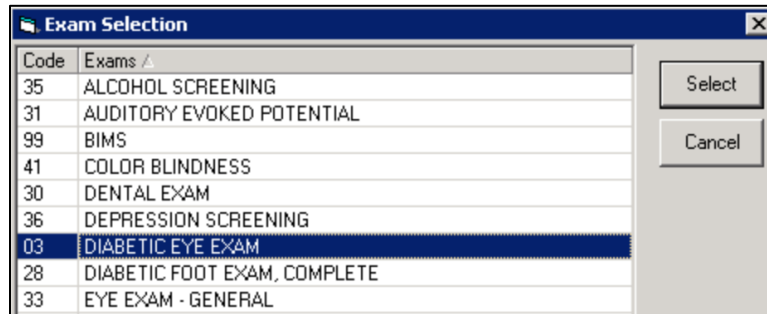 Exam Selection
Code Exams
35 ALCOHOL SCREENING
Select
31 AUDITORY EVOKED POTENTIAL
99 BIMS
Cancel
41 COLOR BLINDNESS
30 DENTAL EXAM
36 DEPRESSION SCREENING
03 DIABETIC EYE EXAM
28 DIABETIC FOOT EXAM, COMPLETE
33 EYE EXAM - GENERAL